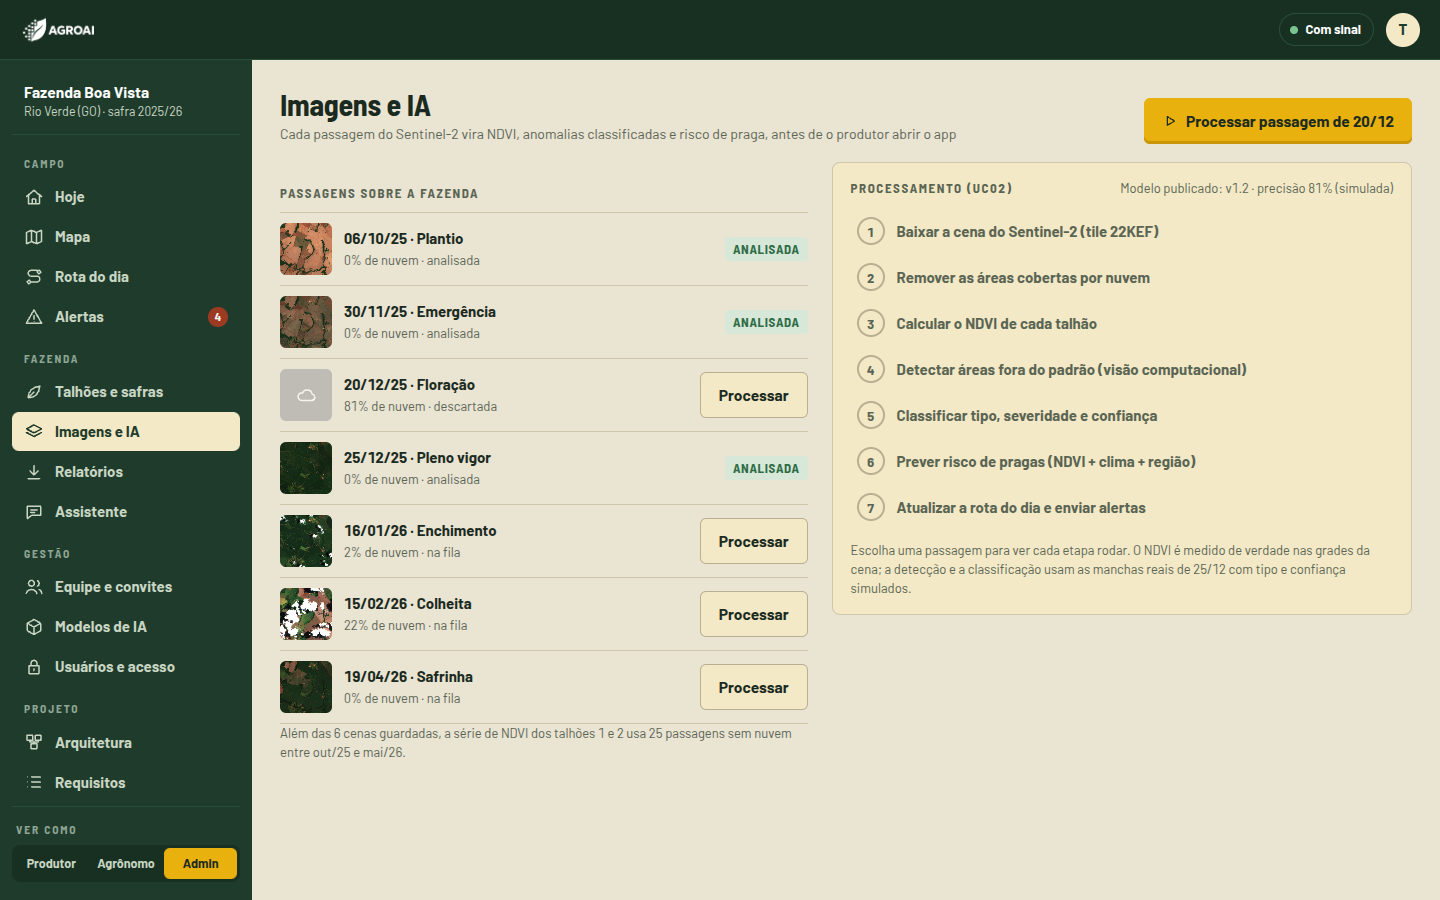 AGROAI
Com sinal
T
Fazenda Boa Vista
Rio Verde (GO) · safra 2025/26
CAMPO
Hoje
Mapa
Rota do dia
Alertas
4
FAZENDA
Talhões e safras
Imagens e IA
Relatórios
Assistente
GESTÃO
Equipe e convites
Modelos de IA
Usuários e acesso
PROJETO
Arquitetura
Requisitos
VER COMO
Produtor Agrônomo Admin
Imagens e IA
Cada passagem do Sentinel-2 vira NDVI, anomalias classificadas e risco de praga, antes de o produtor abrir o app
Processar passagem de 20/12
PASSAGENS SOBRE A FAZENDA
06/10/25 · Plantio
0% de nuvem · analisada
ANALISADA
30/11/25 · Emergência
0% de nuvem · analisada
ANALISADA
20/12/25 · Floração
81% de nuvem · descartada
Processar
25/12/25 · Pleno vigor
0% de nuvem · analisada
ANALISADA
16/01/26 · Enchimento
2% de nuvem · na fila
Processar
15/02/26 · Colheita
22% de nuvem · na fila
Processar
19/04/26 · Safrinha
0% de nuvem · na fila
Processar
Além das 6 cenas guardadas, a série de NDVI dos talhões 1 e 2 usa 25 passagens sem nuvem
entre out/25 e mai/26.
PROCESSAMENTO (UC02)
Modelo publicado: v1.2 · precisão 81% (simulada)
1 Baixar a cena do Sentinel-2 (tile 22KEF)
2 Remover as áreas cobertas por nuvem
3 Calcular o NDVI de cada talhão
4 Detectar áreas fora do padrão (visão computacional)
5 Classificar tipo, severidade e confiança
6 Prever risco de pragas (NDVI + clima + região)
7 Atualizar a rota do dia e enviar alertas
Escolha uma passagem para ver cada etapa rodar. O NDVI é medido de verdade nas grades da
cena; a detecção e a classificação usam as manchas reais de 25/12 com tipo e confiança
simulados.